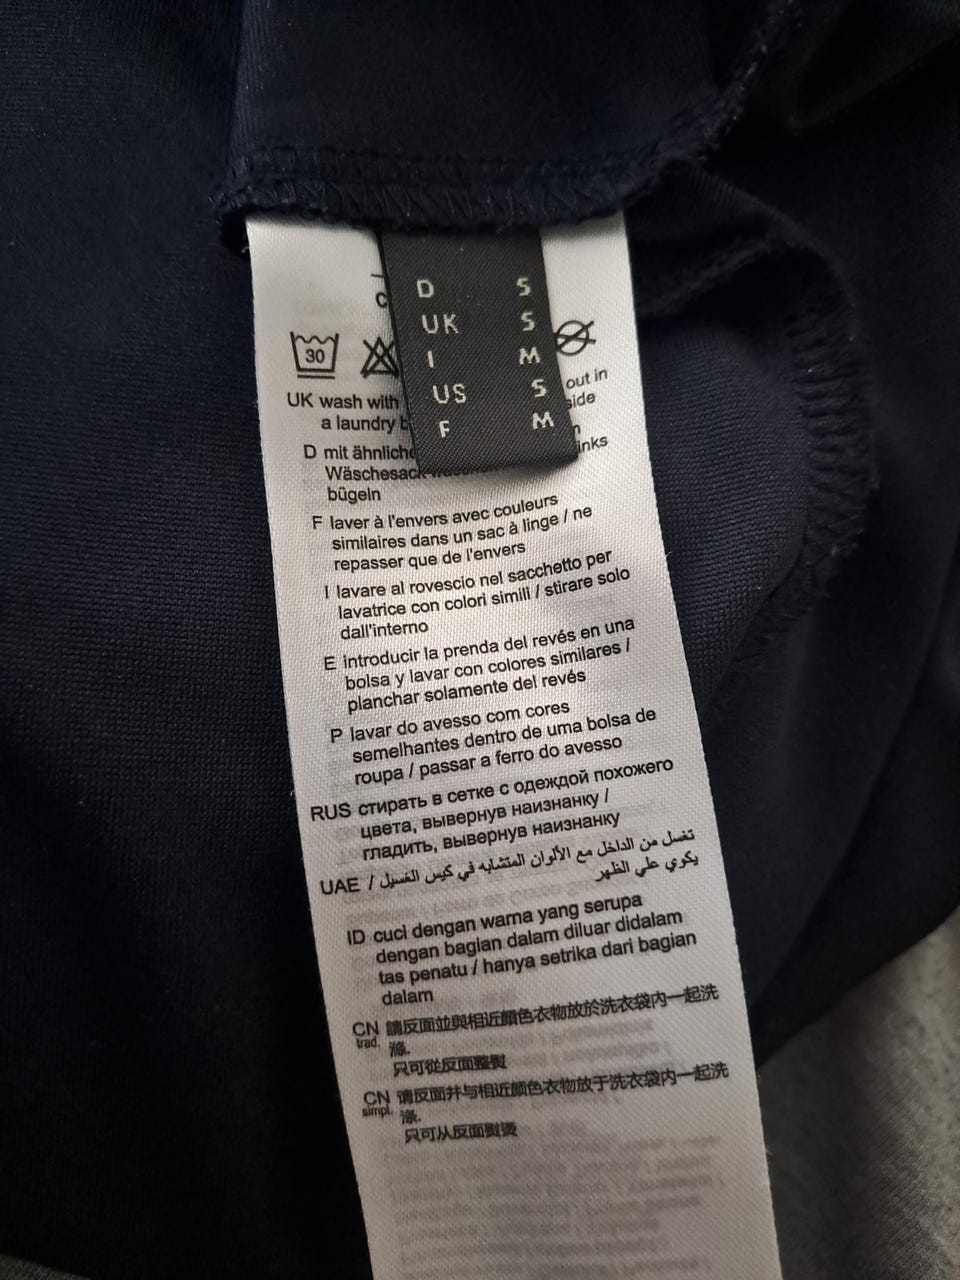 D S
UK S
I M
US S
F M
30
UK wash with out in
a laundry side
D mit ähnliche
Wäschesack inks
bügeln
F laver à l'envers avec couleurs
similaires dans un sac à linge / ne
repasser que de l'envers
I lavare al rovescio nel sacchetto per
lavatrice con colori simili / stirare solo
dall'interno
E introducir la prenda del revés en una
bolsa y lavar con colores similares /
planchar solamente del revés
P lavar do avesso com cores
semelhantes dentro de uma bolsa de
roupa / passar a ferro do avesso
RUS стирать в сетке с одеждой похожего
цвета, вывернув наизнанку /
гладить, вывернув наизнанку
UAE / تغسل من الداخل مع الألوان المتشابه في كيس الغسيل
يكوي علي الظهر
ID cuci dengan warna yang serupa
dengan bagian dalam diluar didalam
tas penatu / hanya setrika dari bagian
dalam
CN trad. 請反面並與相近顏色衣物放於洗衣袋內一起洗
滌.
只可從反面整熨
CN simpl. 请反面并与相近颜色衣物放于洗衣袋内一起洗
涤.
只可从反面熨烫